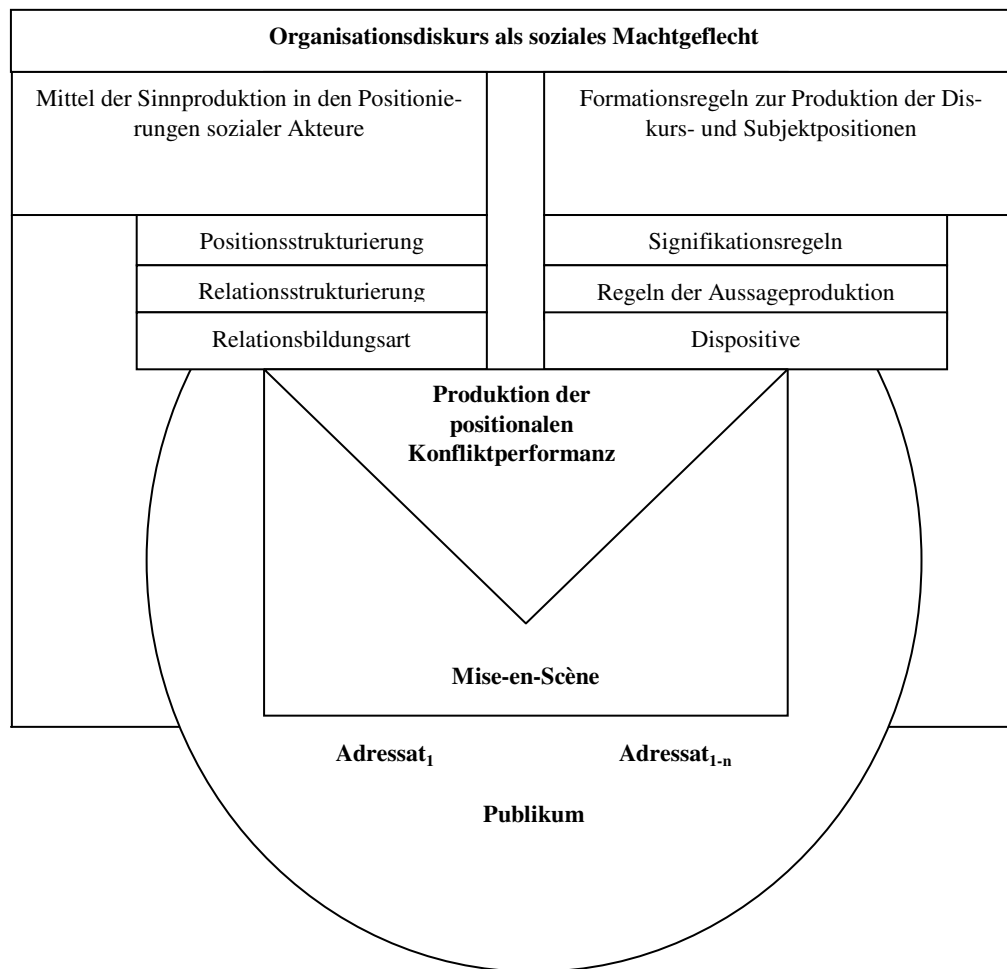 Organisationsdiskurs als soziales Machtgeflecht
Mittel der Sinnproduktion in den Positionie-
rungen sozialer Akteure
Formationsregeln zur Produktion der Dis-
kurs- und Subjektpositionen
Positionsstrukturierung
Relationsstrukturierung
Relationsbildungsart
Signifikationsregeln
Regeln der Aussageproduktion
Dispositive
Produktion der
positionalen
Konfliktperformanz
Mise-en-Scène
Adressat₁
Adressat₁₋ₙ
Publikum